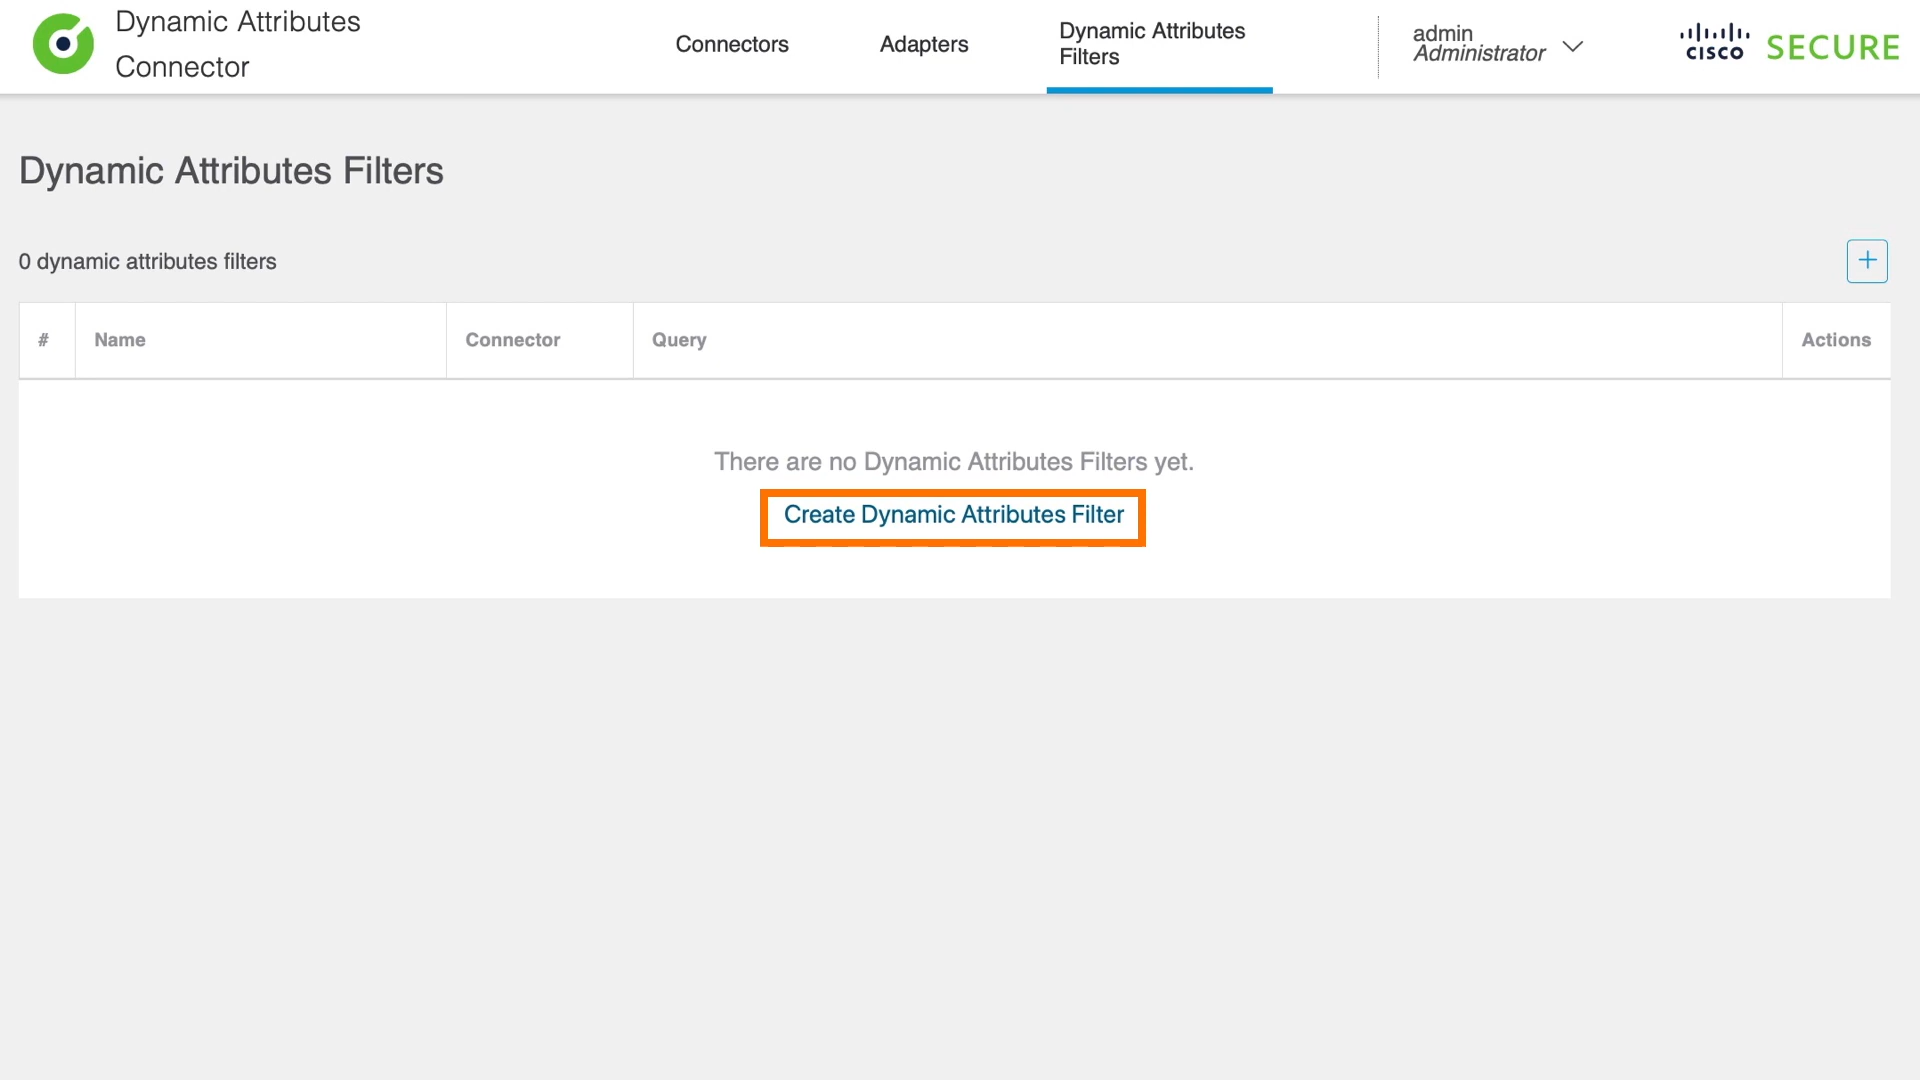 Dynamic Attributes
Connector
Connectors
Adapters
Dynamic Attributes
Filters
admin
Administrator
cisco SECURE
Dynamic Attributes Filters
0 dynamic attributes filters
# Name Connector Query Actions
There are no Dynamic Attributes Filters yet.
Create Dynamic Attributes Filter